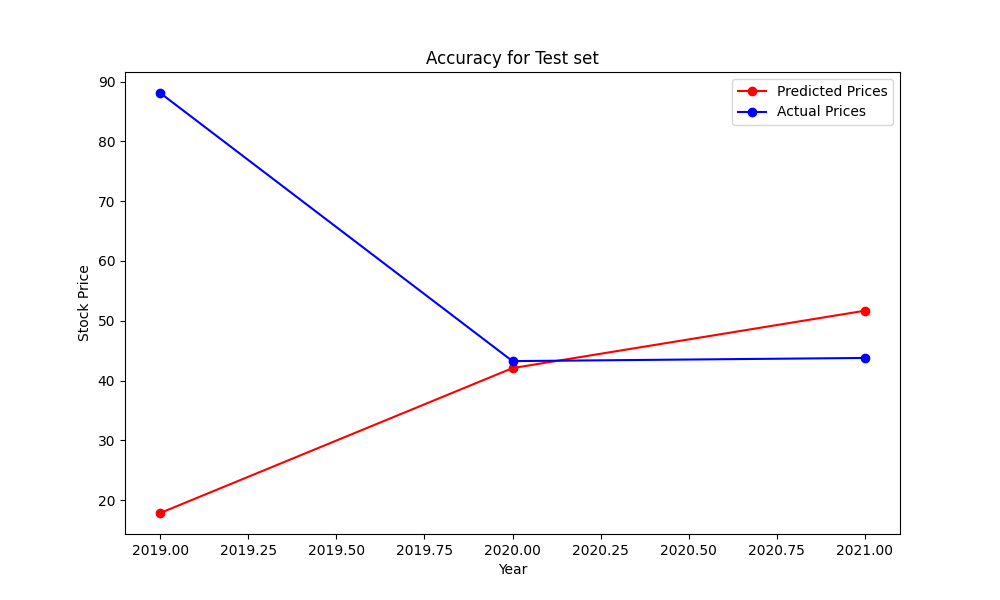 Accuracy for Test set
Predicted Prices
Actual Prices
90
80
70
60
50
40
30
20
Stock Price
2019.00 2019.25 2019.50 2019.75 2020.00 2020.25 2020.50 2020.75 2021.00
Year